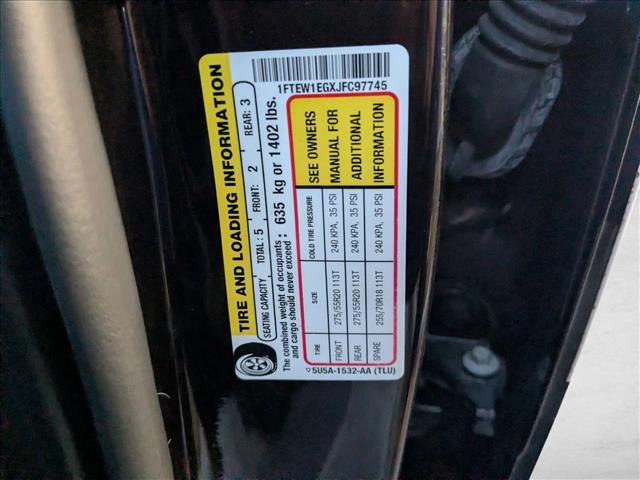 1FTEW1EGXJFC97745
TIRE AND LOADING INFORMATION
SEATING CAPACITY TOTAL: 5 FRONT: 2 REAR: 3
The combined weight of occupants and cargo should never exceed : 635 kg or 1402 lbs.
TIRE SIZE COLD TIRE PRESSURE SEE OWNERS
FRONT 275/55R20 113T 240 KPA, 35 PSI MANUAL FOR
REAR 275/55R20 113T 240 KPA, 35 PSI ADDITIONAL
SPARE 255/70R18 113T 240 KPA, 35 PSI INFORMATION
▽5U5A-1532-AA (TLU)